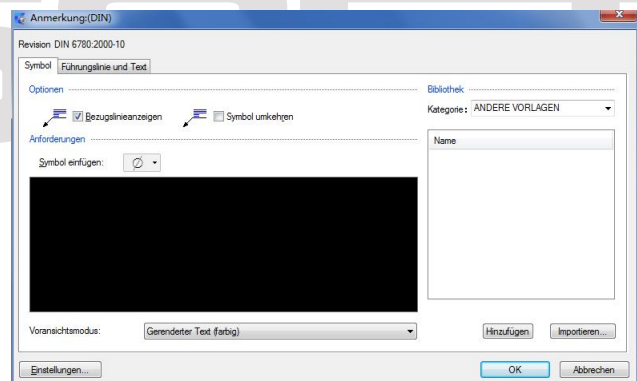 Anmerkung:(DIN)
Revision DIN 6780:2000-10
Symbol Führungslinie und Text
Optionen
Bezugslinieanzeigen Symbol umkehren
Anforderungen
Symbol einfügen:
Voransichtsmodus: Gerenderter Text (farbig)
Bibliothek
Kategorie: ANDERE VORLAGEN
Name
Hinzufügen Importieren...
Einstellungen... OK Abbrechen